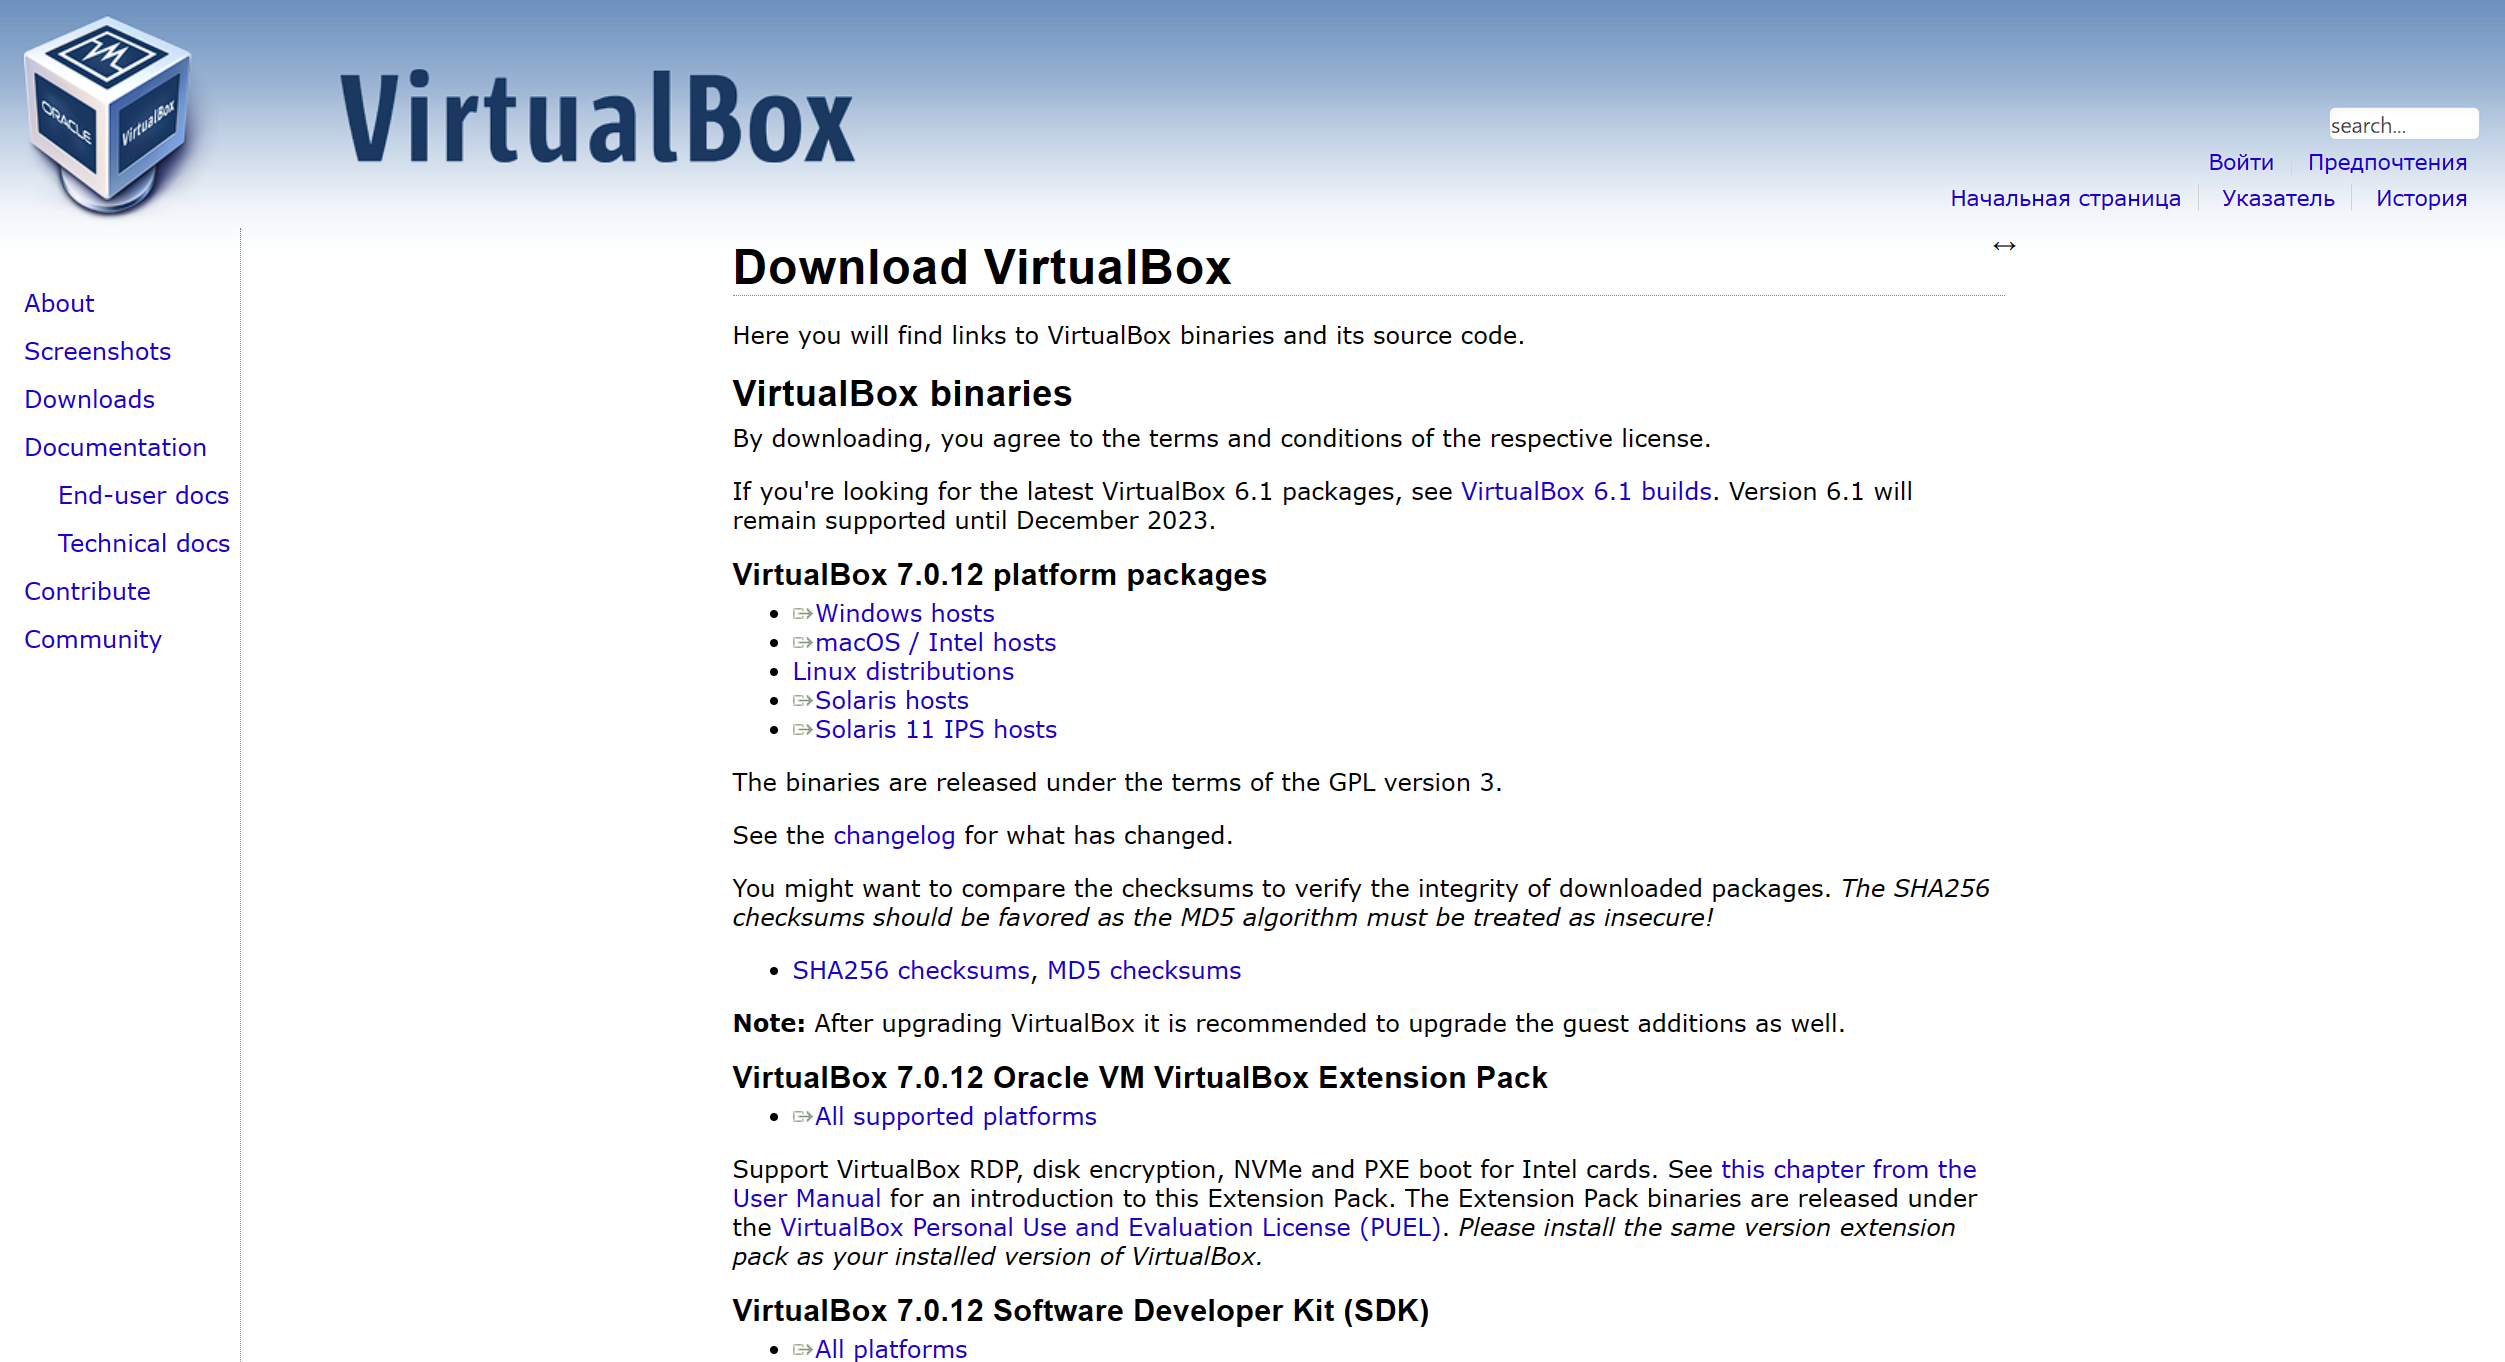 ORACLE
VirtualBox
VirtualBox
search...
Войти
Предпочтения
Начальная страница
Указатель
История
About
Screenshots
Downloads
Documentation
End-user docs
Technical docs
Contribute
Community
↔
Download VirtualBox
Here you will find links to VirtualBox binaries and its source code.
VirtualBox binaries
By downloading, you agree to the terms and conditions of the respective license.
If you're looking for the latest VirtualBox 6.1 packages, see VirtualBox 6.1 builds. Version 6.1 will
remain supported until December 2023.
VirtualBox 7.0.12 platform packages
• Windows hosts
• macOS / Intel hosts
• Linux distributions
• Solaris hosts
• Solaris 11 IPS hosts
The binaries are released under the terms of the GPL version 3.
See the changelog for what has changed.
You might want to compare the checksums to verify the integrity of downloaded packages. The SHA256
checksums should be favored as the MD5 algorithm must be treated as insecure!
• SHA256 checksums, MD5 checksums
Note: After upgrading VirtualBox it is recommended to upgrade the guest additions as well.
VirtualBox 7.0.12 Oracle VM VirtualBox Extension Pack
• All supported platforms
Support VirtualBox RDP, disk encryption, NVMe and PXE boot for Intel cards. See this chapter from the
User Manual for an introduction to this Extension Pack. The Extension Pack binaries are released under
the VirtualBox Personal Use and Evaluation License (PUEL). Please install the same version extension
pack as your installed version of VirtualBox.
VirtualBox 7.0.12 Software Developer Kit (SDK)
• All platforms